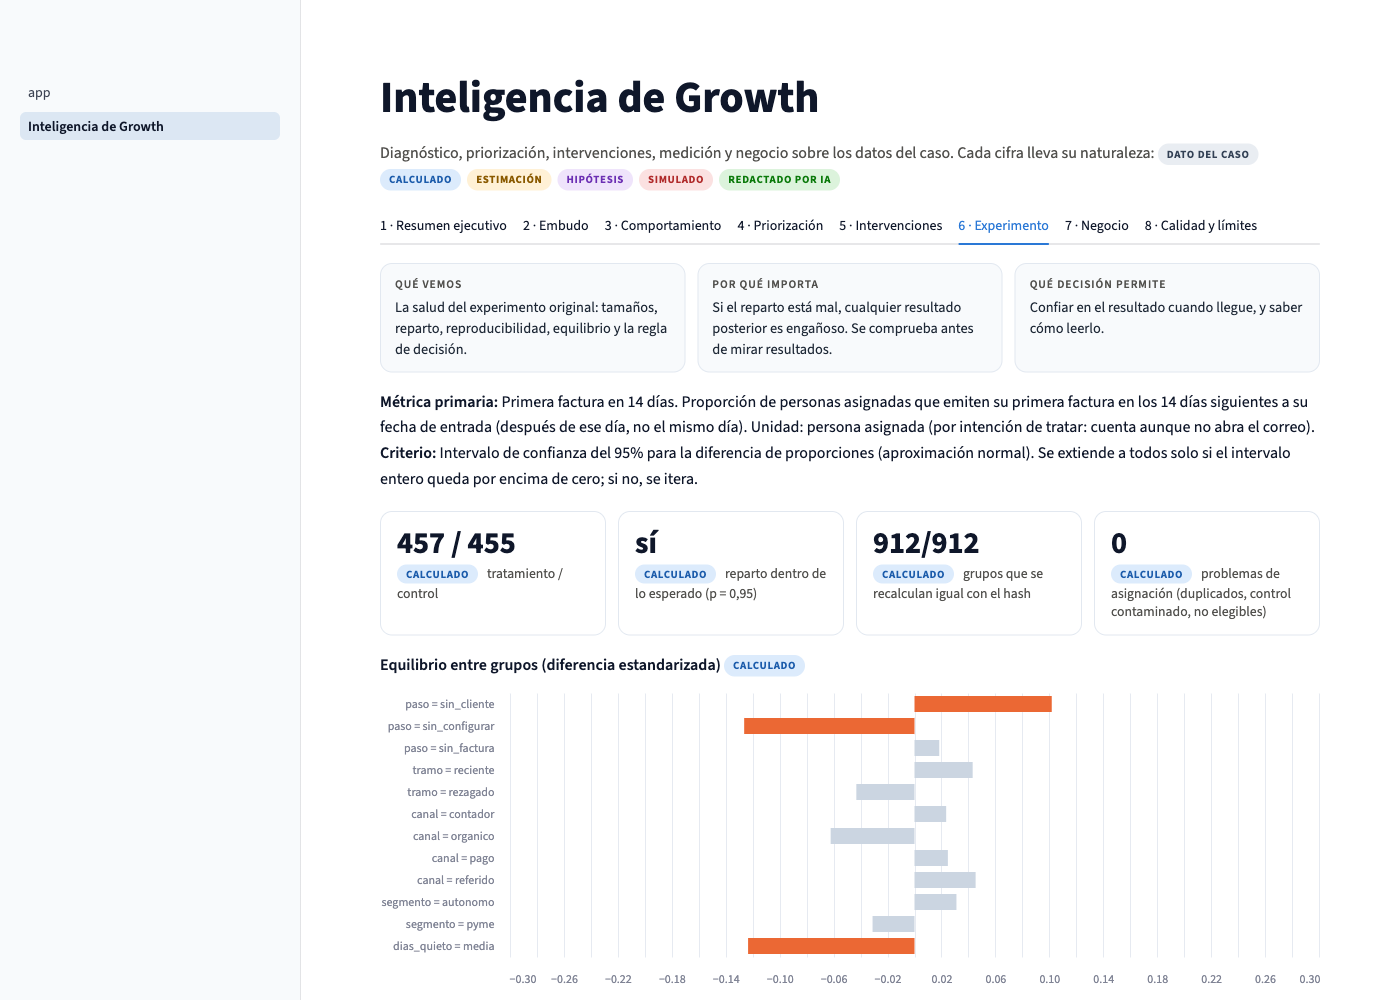 app
Inteligencia de Growth
Inteligencia de Growth
Diagnóstico, priorización, intervenciones, medición y negocio sobre los datos del caso. Cada cifra lleva su naturaleza: DATO DEL CASO
CALCULADO ESTIMACIÓN HIPÓTESIS SIMULADO REDACTADO POR IA
1 · Resumen ejecutivo 2 · Embudo 3 · Comportamiento 4 · Priorización 5 · Intervenciones 6 · Experimento 7 · Negocio 8 · Calidad y límites
QUÉ VEMOS
La salud del experimento original: tamaños,
reparto, reproducibilidad, equilibrio y la regla
de decisión.
POR QUÉ IMPORTA
Si el reparto está mal, cualquier resultado
posterior es engañoso. Se comprueba antes
de mirar resultados.
QUÉ DECISIÓN PERMITE
Confiar en el resultado cuando llegue, y saber
cómo leerlo.
Métrica primaria: Primera factura en 14 días. Proporción de personas asignadas que emiten su primera factura en los 14 días siguientes a su
fecha de entrada (después de ese día, no el mismo día). Unidad: persona asignada (por intención de tratar: cuenta aunque no abra el correo).
Criterio: Intervalo de confianza del 95% para la diferencia de proporciones (aproximación normal). Se extiende a todos solo si el intervalo
entero queda por encima de cero; si no, se itera.
457 / 455
CALCULADO tratamiento /
control
sí
CALCULADO reparto dentro de
lo esperado (p = 0,95)
912/912
CALCULADO grupos que se
recalculan igual con el hash
0
CALCULADO problemas de
asignación (duplicados, control
contaminado, no elegibles)
Equilibrio entre grupos (diferencia estandarizada) CALCULADO
paso = sin_cliente
paso = sin_configurar
paso = sin_factura
tramo = reciente
tramo = rezagado
canal = contador
canal = organico
canal = pago
canal = referido
segmento = autonomo
segmento = pyme
dias_quieto = media
−0.30 −0.26 −0.22 −0.18 −0.14 −0.10 −0.06 −0.02 0.02 0.06 0.10 0.14 0.18 0.22 0.26 0.30